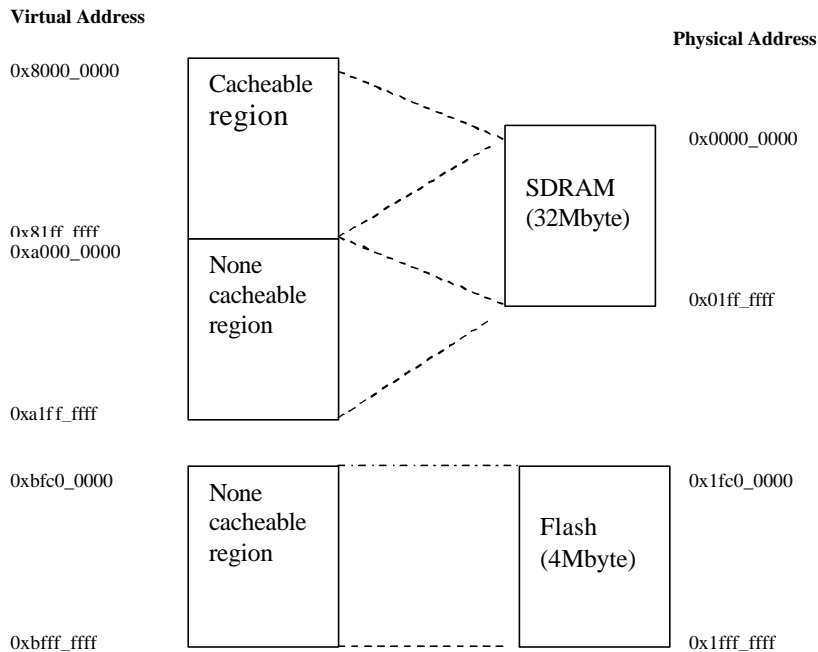 Virtual Address
Physical Address
0x8000_0000
Cacheable
region
0x0000_0000
SDRAM
(32Mbyte)
0x81ff_ffff
0xa000_0000
None
cacheable
region
0x01ff_ffff
0xa1ff_ffff
0xbfc0_0000
None
cacheable
region
0x1fc0_0000
Flash
(4Mbyte)
0xbfff_ffff
0x1fff_ffff